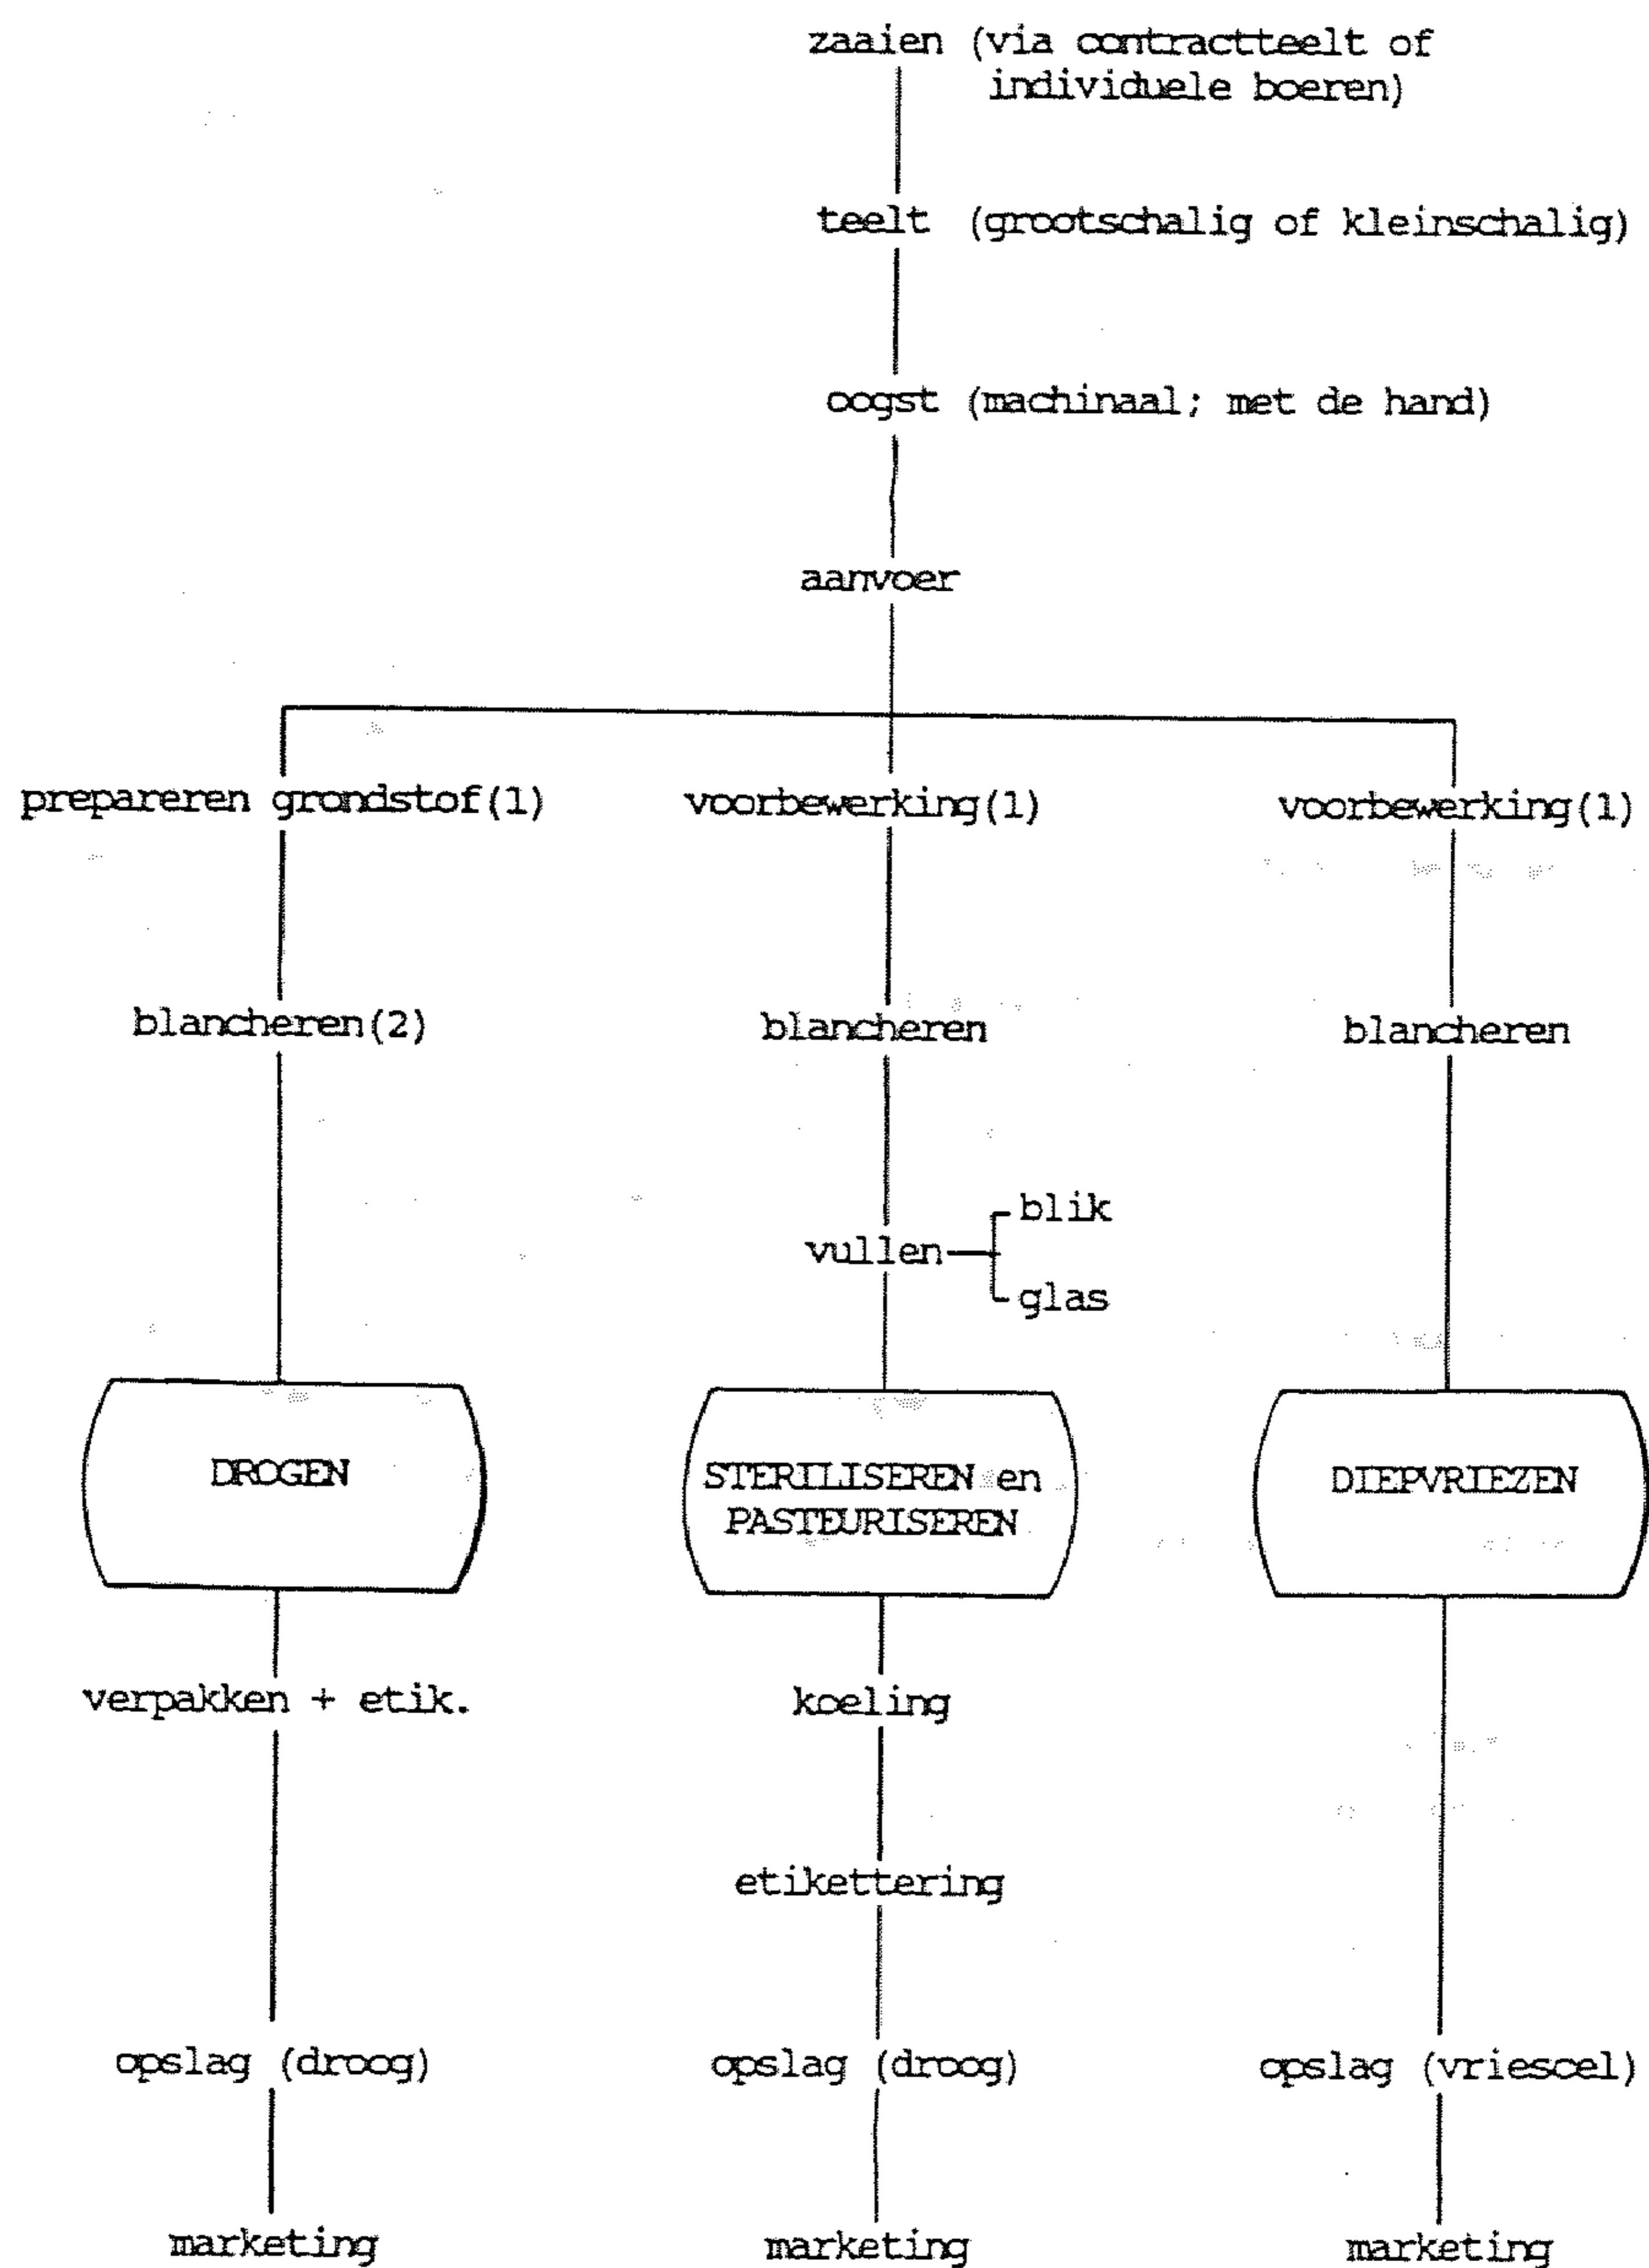 zaaien (via contractteelt of
individuele boeren)
teelt (grootschalig of kleinschalig)
oogst (machinaal; met de hand)
aanvoer
prepareren grondstof(1)
voorbewerking(1)
voorbewerking(1)
blancheren(2)
blancheren
blancheren
blik
vullen
glas
DROGEN
STERILISEREN en
PASTEURISEREN
DIEPVRIEZEN
verpakken + etik.
koeling
etikettering
opslag (droog)
opslag (droog)
opslag (vriescel)
marketing
marketing
marketing